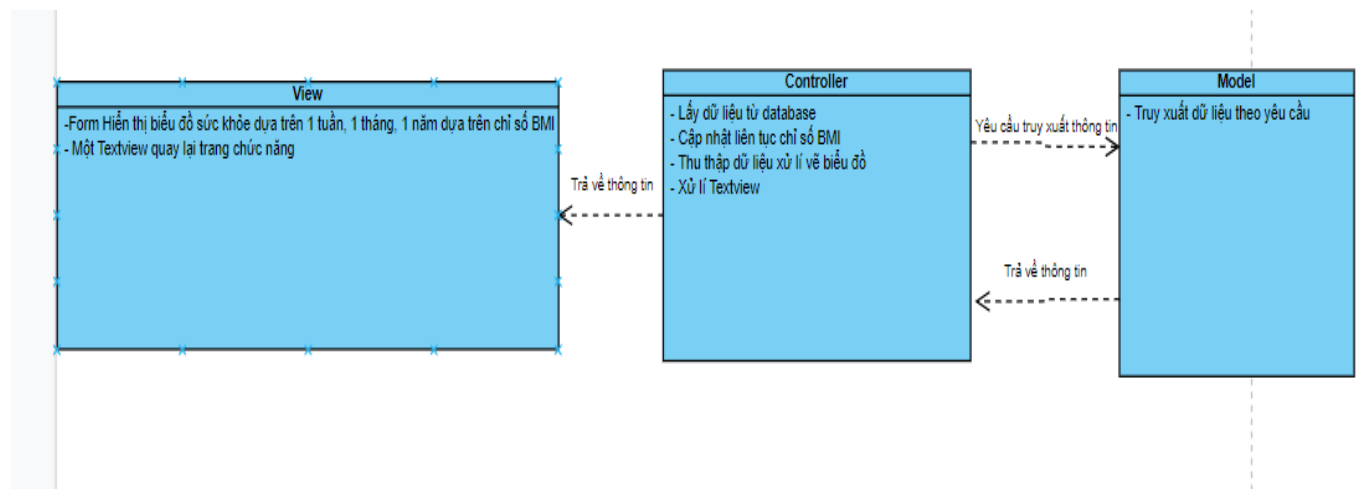 View
-Form Hiển thị biểu đồ sức khỏe dựa trên 1 tuần, 1 tháng, 1 năm dựa trên chỉ số BMI
- Một Textview quay lại trang chức năng
Trả về thông tin
Controller
- Lấy dữ liệu từ database
- Cập nhật liên tục chỉ số BMI
- Thu thập dữ liệu xử lí vẽ biểu đồ
- Xử lí Textview
Yêu cầu truy xuất thông tin
Trả về thông tin
Model
- Truy xuất dữ liệu theo yêu cầu